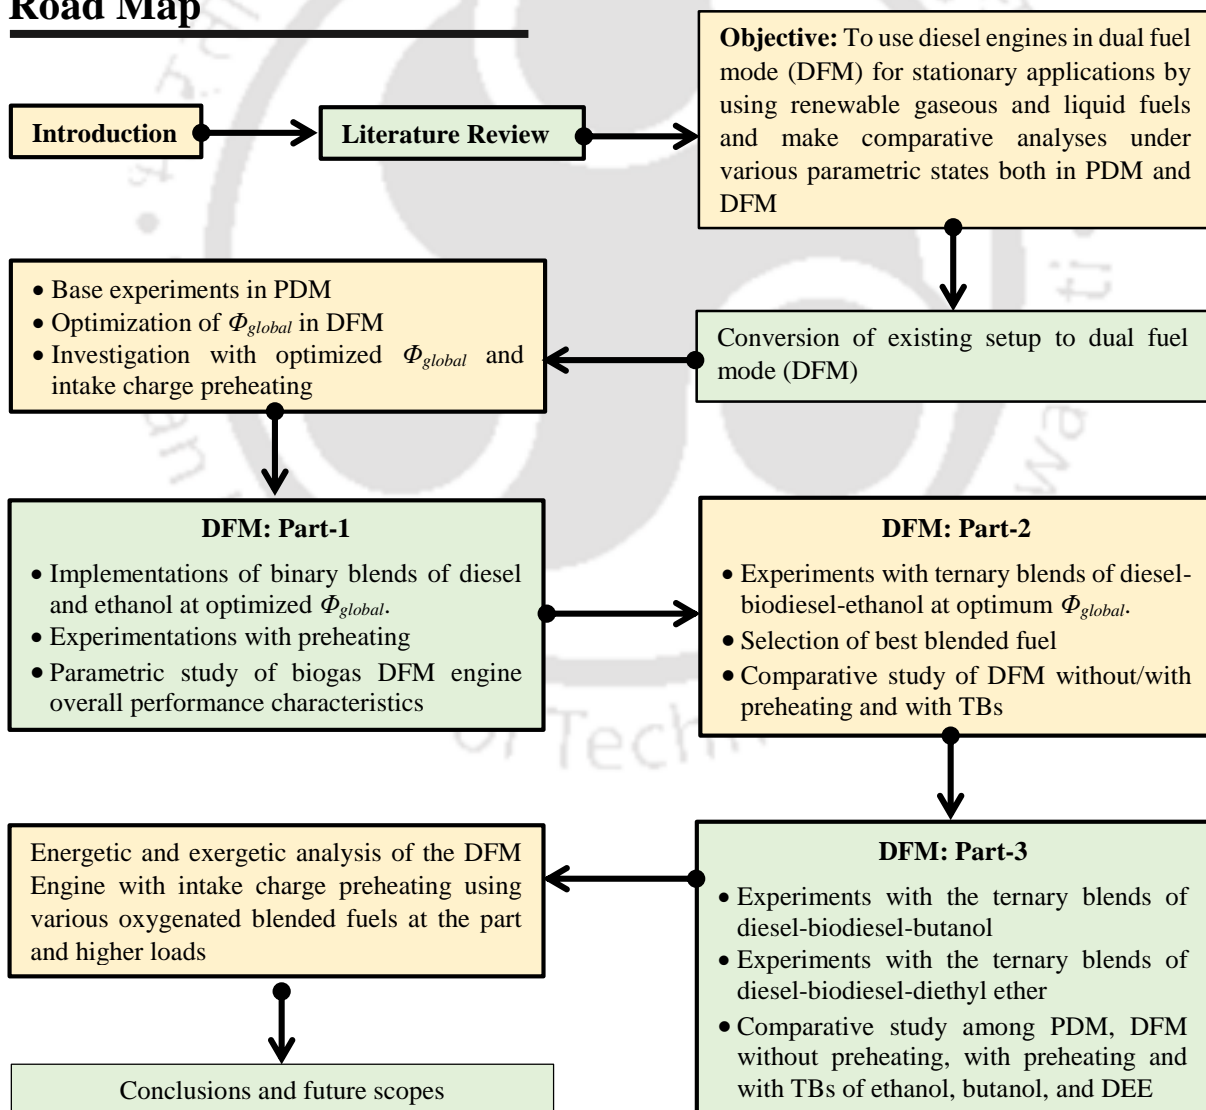 Road Map
Introduction
Literature Review
Objective: To use diesel engines in dual fuel
mode (DFM) for stationary applications by
using renewable gaseous and liquid fuels
and make comparative analyses under
various parametric states both in PDM and
DFM
Conversion of existing setup to dual fuel
mode (DFM)
• Base experiments in PDM
• Optimization of Φglobal in DFM
• Investigation with optimized Φglobal and
intake charge preheating
DFM: Part-1
• Implementations of binary blends of diesel
and ethanol at optimized Φglobal.
• Experimentations with preheating
• Parametric study of biogas DFM engine
overall performance characteristics
DFM: Part-2
• Experiments with ternary blends of diesel-
biodiesel-ethanol at optimum Φglobal.
• Selection of best blended fuel
• Comparative study of DFM without/with
preheating and with TBs
DFM: Part-3
• Experiments with the ternary blends of
diesel-biodiesel-butanol
• Experiments with the ternary blends of
diesel-biodiesel-diethyl ether
• Comparative study among PDM, DFM
without preheating, with preheating and
with TBs of ethanol, butanol, and DEE
Energetic and exergetic analysis of the DFM
Engine with intake charge preheating using
various oxygenated blended fuels at the part
and higher loads
Conclusions and future scopes
of Tech